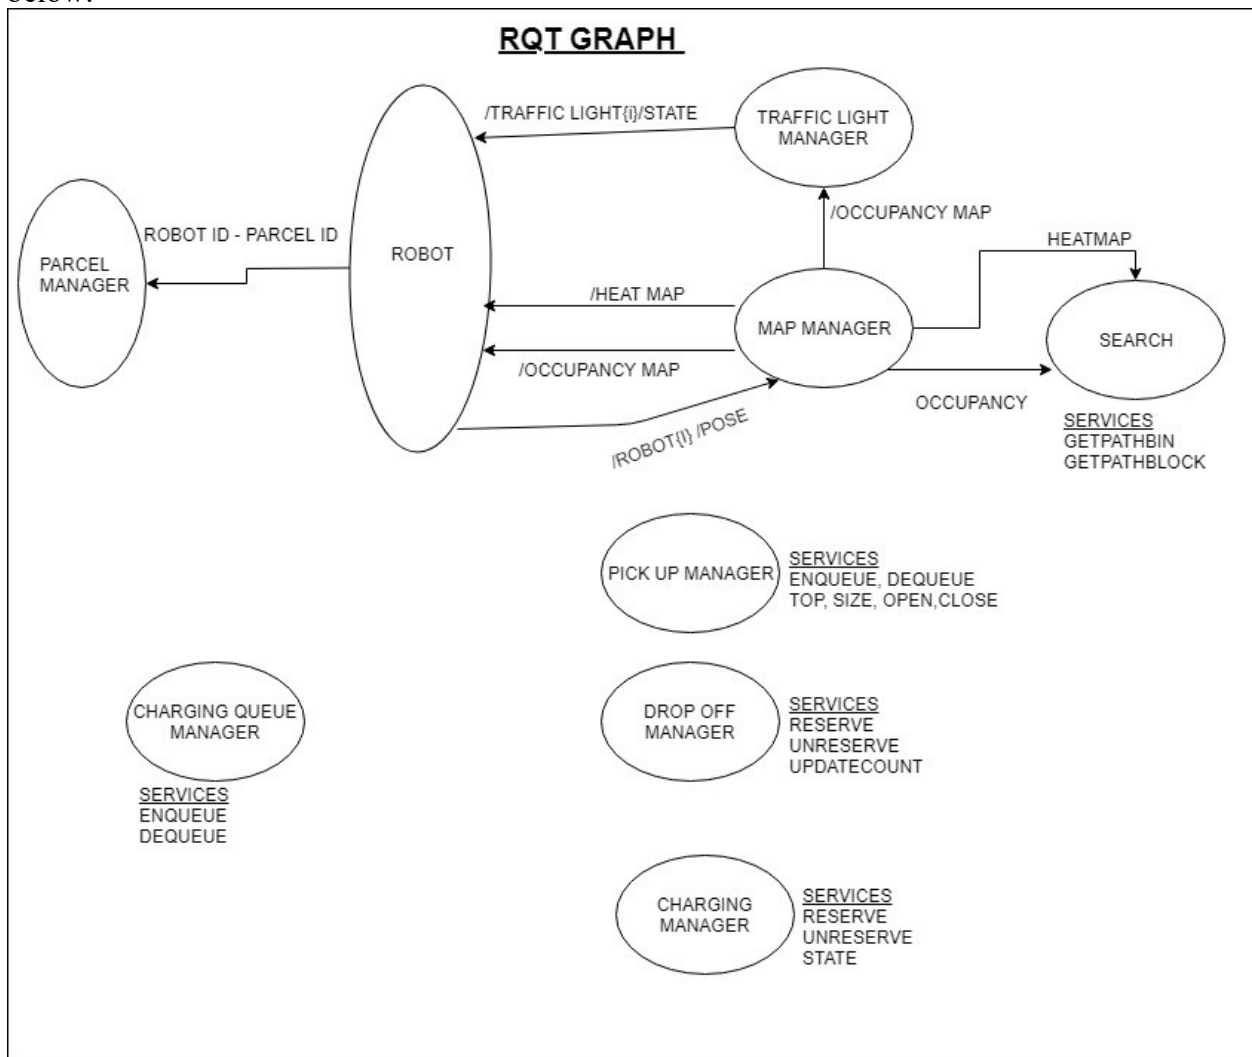 below.
RQT GRAPH
/TRAFFIC LIGHT{i}/STATE
TRAFFIC LIGHT
MANAGER
/OCCUPANCY MAP
HEATMAP
ROBOT ID - PARCEL ID
PARCEL
MANAGER
ROBOT
/HEAT MAP
MAP MANAGER
SEARCH
/OCCUPANCY MAP
OCCUPANCY
/ROBOT{I} /POSE
SERVICES
GETPATHBIN
GETPATHBLOCK
PICK UP MANAGER
SERVICES
ENQUEUE, DEQUEUE
TOP, SIZE, OPEN,CLOSE
CHARGING QUEUE
MANAGER
SERVICES
ENQUEUE
DEQUEUE
DROP OFF
MANAGER
SERVICES
RESERVE
UNRESERVE
UPDATECOUNT
CHARGING
MANAGER
SERVICES
RESERVE
UNRESERVE
STATE